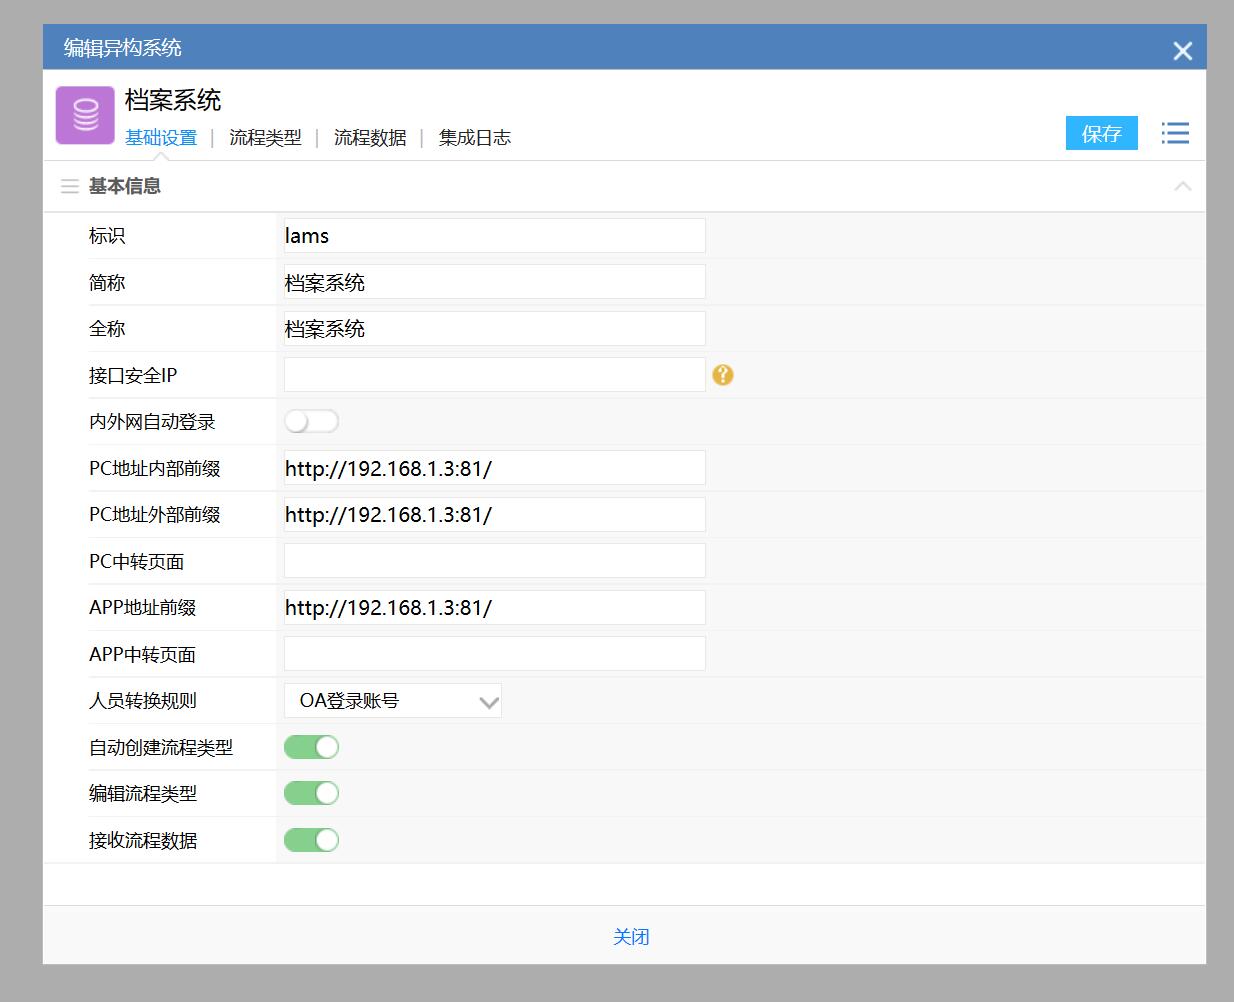 编辑异构系统
档案系统
基础设置 | 流程类型 | 流程数据 | 集成日志
保存
基本信息
标识 lams
简称 档案系统
全称 档案系统
接口安全IP
内外网自动登录
PC地址内部前缀 http://192.168.1.3:81/
PC地址外部前缀 http://192.168.1.3:81/
PC中转页面
APP地址前缀 http://192.168.1.3:81/
APP中转页面
人员转换规则 OA登录账号
自动创建流程类型
编辑流程类型
接收流程数据
关闭